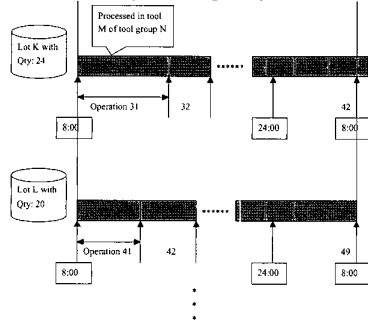 Processed in tool
M of tool group N
Lot K with
Qty: 24
......
Operation 31
32
42
8:00
24:00
8:00
Lot L with
Qty: 20
......
Operation 41
42
49
8:00
24:00
8:00